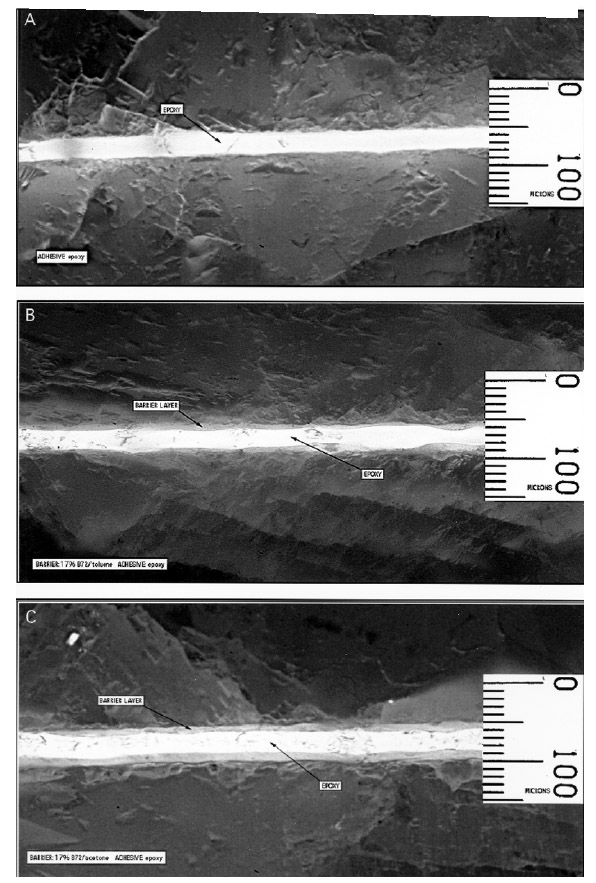 A
EPOXY
0
100
MICRONS
ADHESIVE epoxy
B
BARRIER LAYER
0
EPOXY
100
MICRONS
BARRIER: 17% B72/toluene ADHESIVE epoxy
C
BARRIER LAYER
0
EPOXY
100
MICRONS
BARRIER: 17% B72/acetone ADHESIVE epoxy